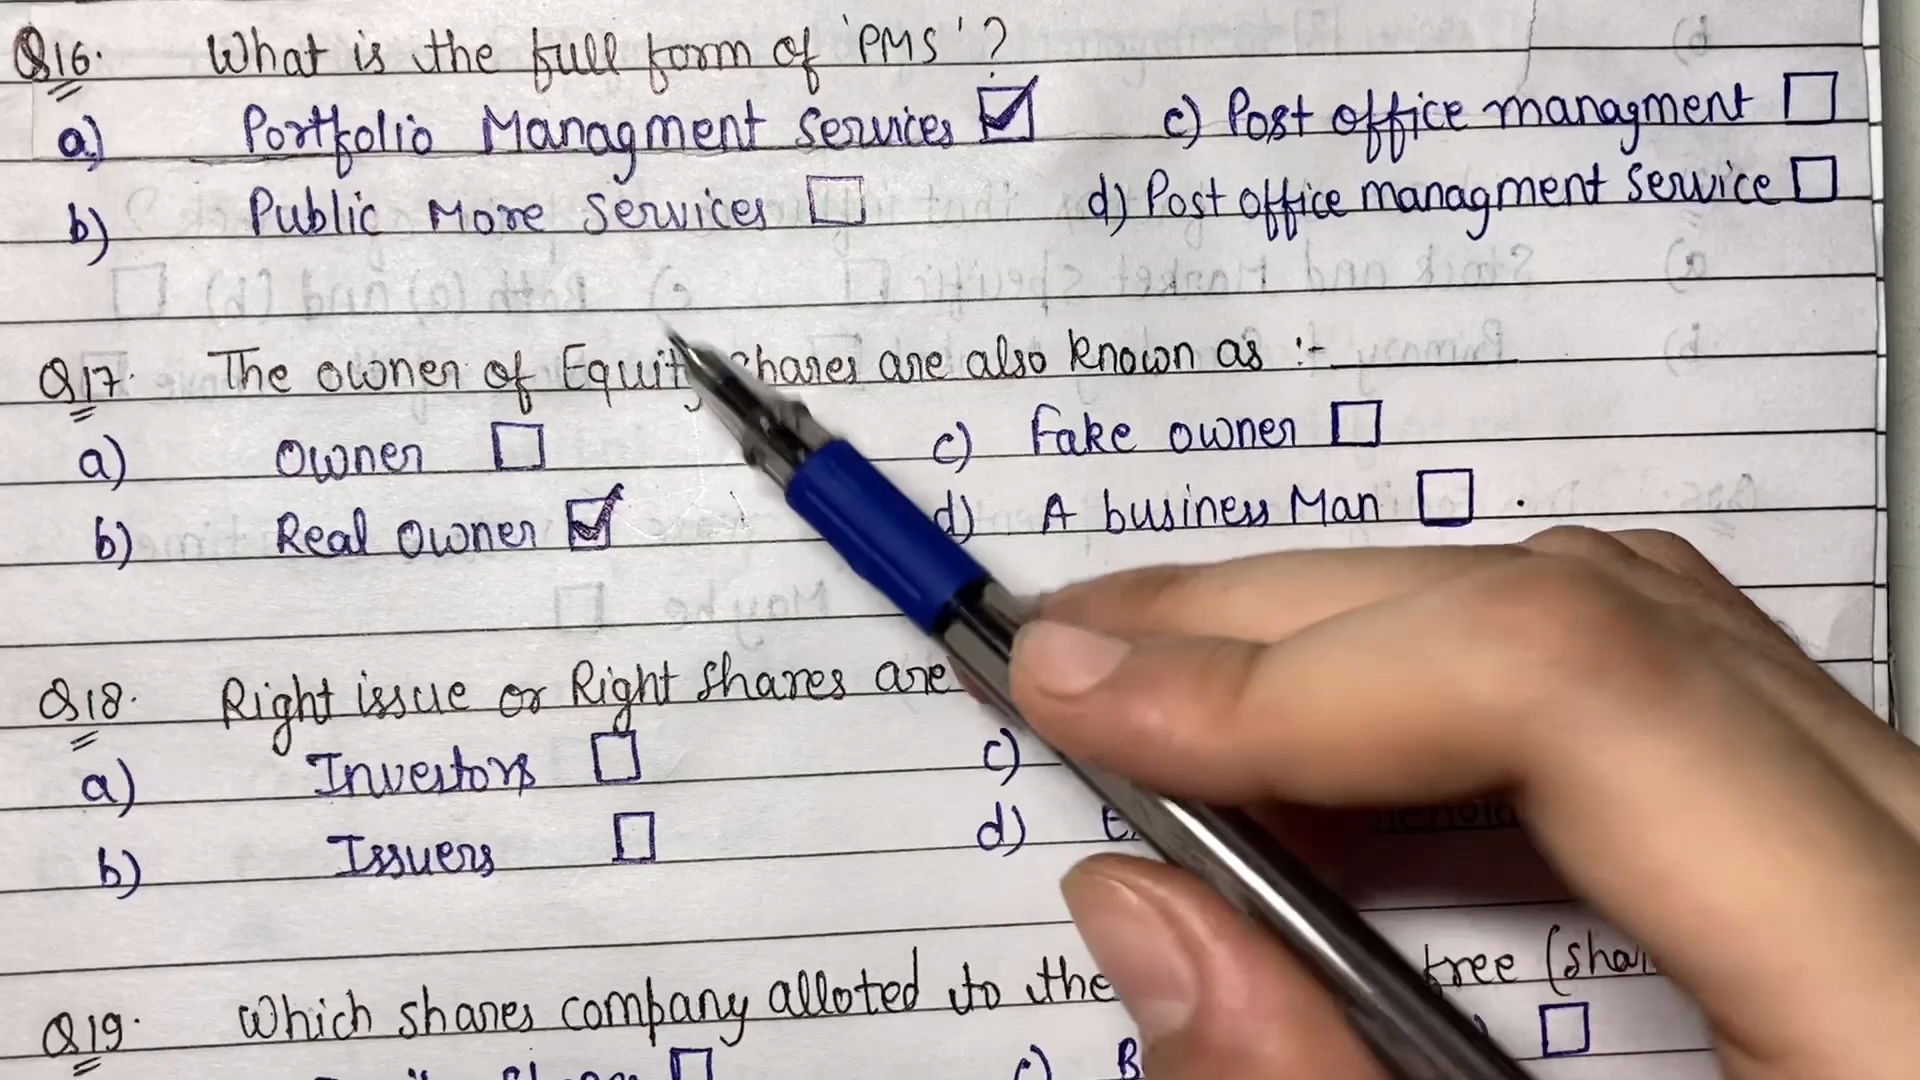 Q16. What is the full form of 'PMS'?
a) Portfolio Managment Services c) Post office managment
b) Public More Services d) Post office managment Service
Q17. The owner of Equity shares are also known as :- ______
a) Owner c) Fake owner
b) Real Owner d) A business Man
Q18. Right issue or Right shares are
a) Investors c)
b) Issuers d)
Q19. Which shares company alloted to the free
c)